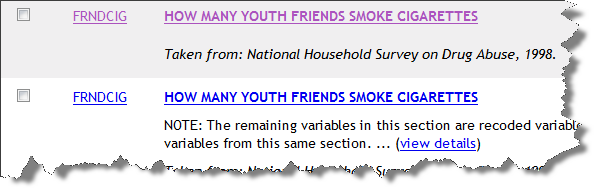 FRNDCIG HOW MANY YOUTH FRIENDS SMOKE CIGARETTES
Taken from: National Household Survey on Drug Abuse, 1998.
FRNDCIG HOW MANY YOUTH FRIENDS SMOKE CIGARETTES
NOTE: The remaining variables in this section are recoded
variables from this same section. ... (view details)